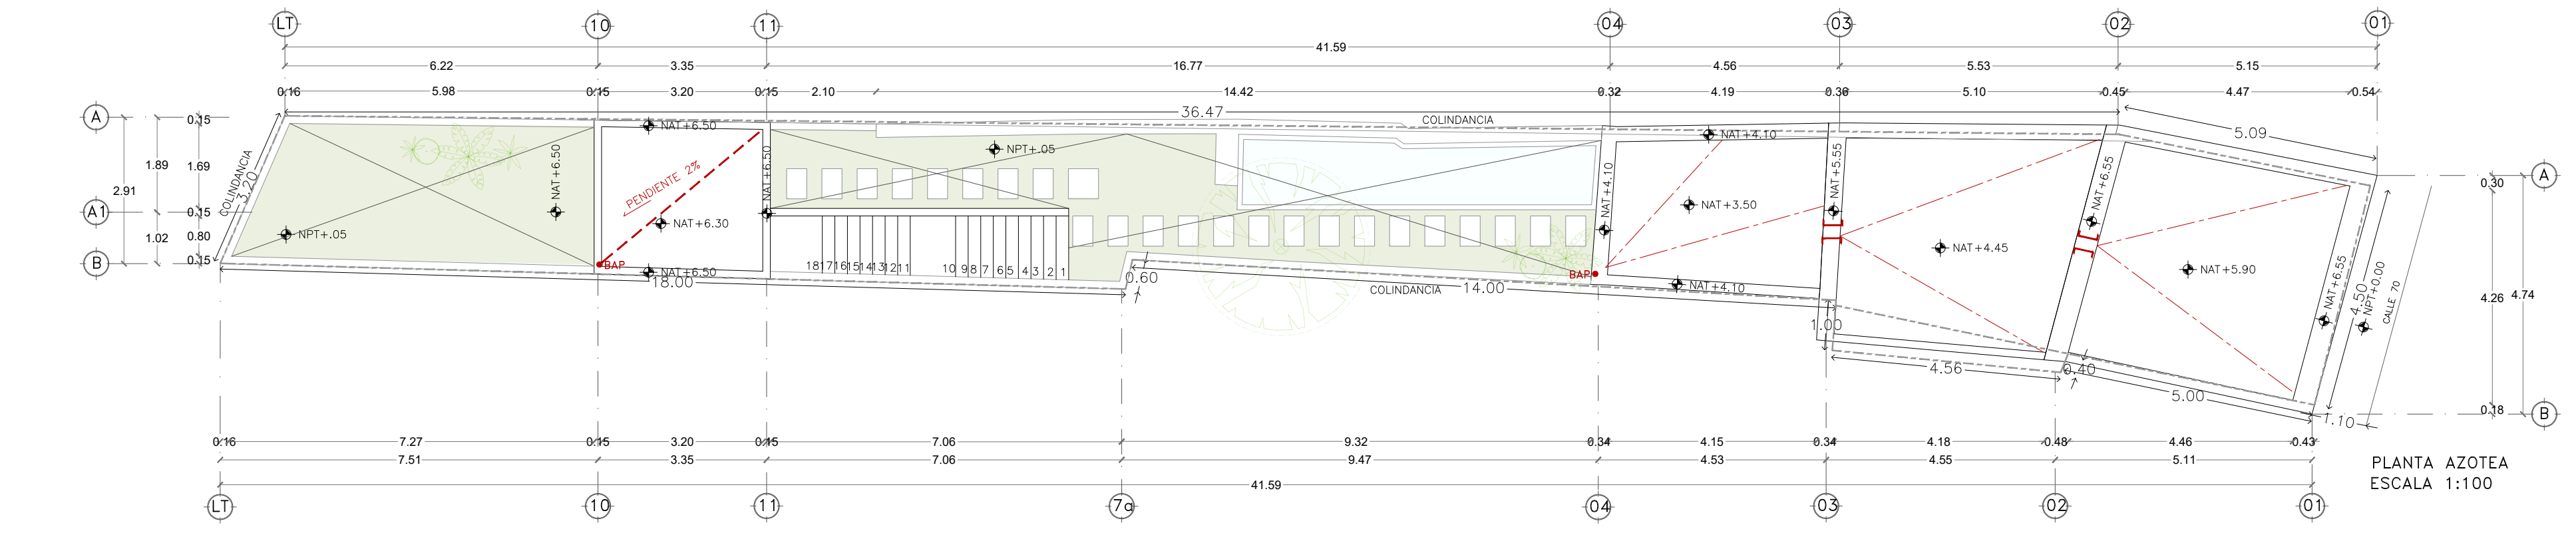 LT 10 11 04 03 02 01
41.59
6.22 3.35 16.77 4.56 5.53 5.15
0.16 5.98 0.15 3.20 0.15 2.10 14.42 0.32 4.19 0.36 5.10 0.45 4.47 0.54
36.47
COLINDANCIA
5.09
A
A1
B
2.91
1.89
1.02
0.15
1.69
0.15
0.80
0.15
COLINDANCIA
3.20
NPT+.05
NAT+6.50
NAT+6.50
PENDIENTE 2%
NAT+6.30
BAP
NAT+6.50
NAT+6.50
NPT+.05
18 17 16 15 14 13 12 11 10 9 8 7 6 5 4 3 2 1
18.00
0.60
COLINDANCIA
14.00
BAP
NAT+4.10
NAT+4.10
NAT+3.50
NAT+4.10
NAT+5.55
NAT+4.45
1.00
4.56
NAT+6.55
NAT+5.90
0.40
5.00
NAT+6.55
4.50
NPT+0.00
CALLE 70
1.10
A
0.30
4.26
4.74
0.18
B
0.16 7.27 0.15 3.20 0.15 7.06 9.32 0.34 4.15 0.34 4.18 0.48 4.46 0.43
7.51 3.35 7.06 9.47 4.53 4.55 5.11
41.59
LT 10 11 7a 04 03 02 01
PLANTA AZOTEA
ESCALA 1:100